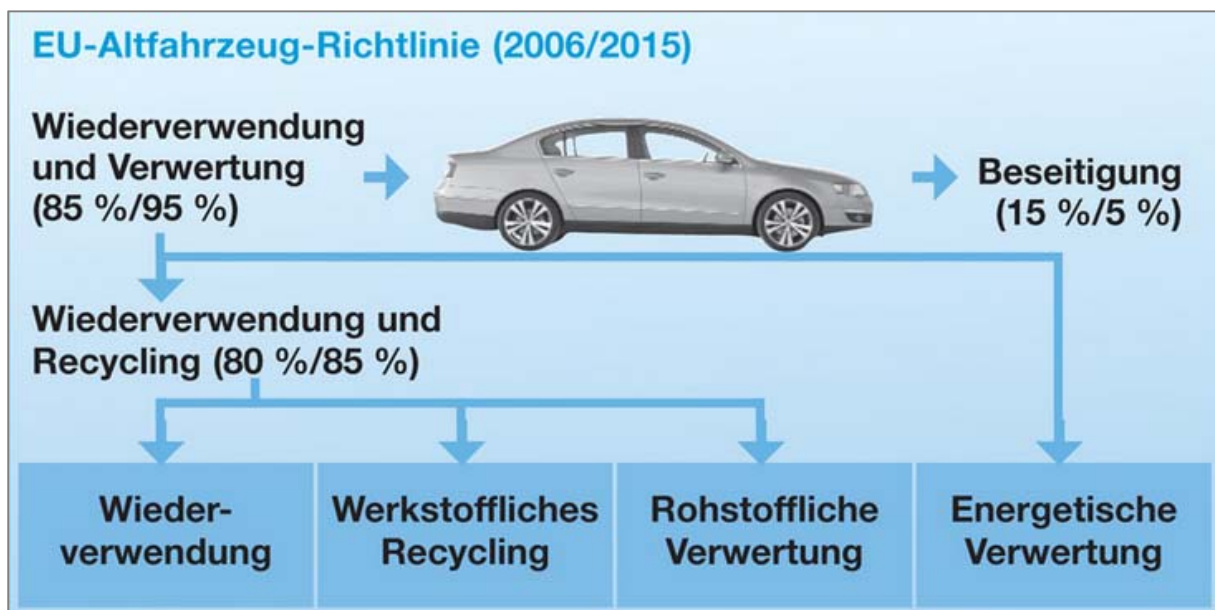 EU-Altfahrzeug-Richtlinie (2006/2015)
Wiederverwendung
und Verwertung
(85 %/95 %)
Beseitigung
(15 %/5 %)
Wiederverwendung und
Recycling (80 %/85 %)
Wieder-
verwendung
Werkstoffliches
Recycling
Rohstoffliche
Verwertung
Energetische
Verwertung